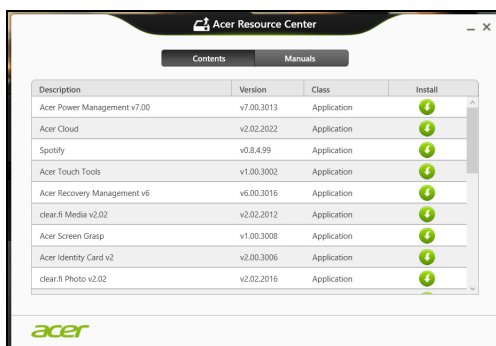 Acer Resource Center
Contents Manuals
Description Version Class Install
Acer Power Management v7.00 v7.00.3013 Application
Acer Cloud v2.02.2022 Application
Spotify v0.8.4.99 Application
Acer Touch Tools v1.00.3002 Application
Acer Recovery Management v6 v6.00.3016 Application
clear.fi Media v2.02 v2.02.2012 Application
Acer Screen Grasp v1.00.3008 Application
Acer Identity Card v2 v2.00.3006 Application
clear.fi Photo v2.02 v2.02.2016 Application
acer